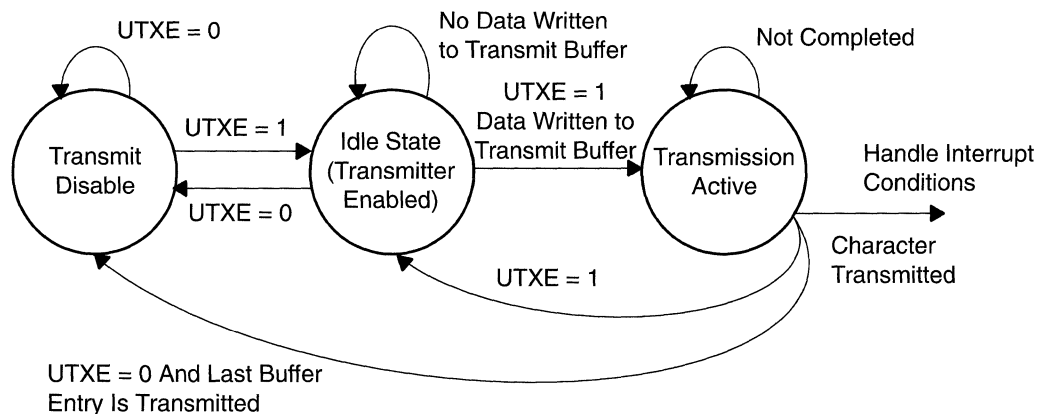 UTXE = 0
No Data Written
to Transmit Buffer
Not Completed
UTXE = 1
Data Written to
Transmit Buffer
UTXE = 1
Transmit
Disable
Idle State
(Transmitter
Enabled)
Transmission
Active
Handle Interrupt
Conditions
UTXE = 0
Character
Transmitted
UTXE = 1
UTXE = 0 And Last Buffer
Entry Is Transmitted